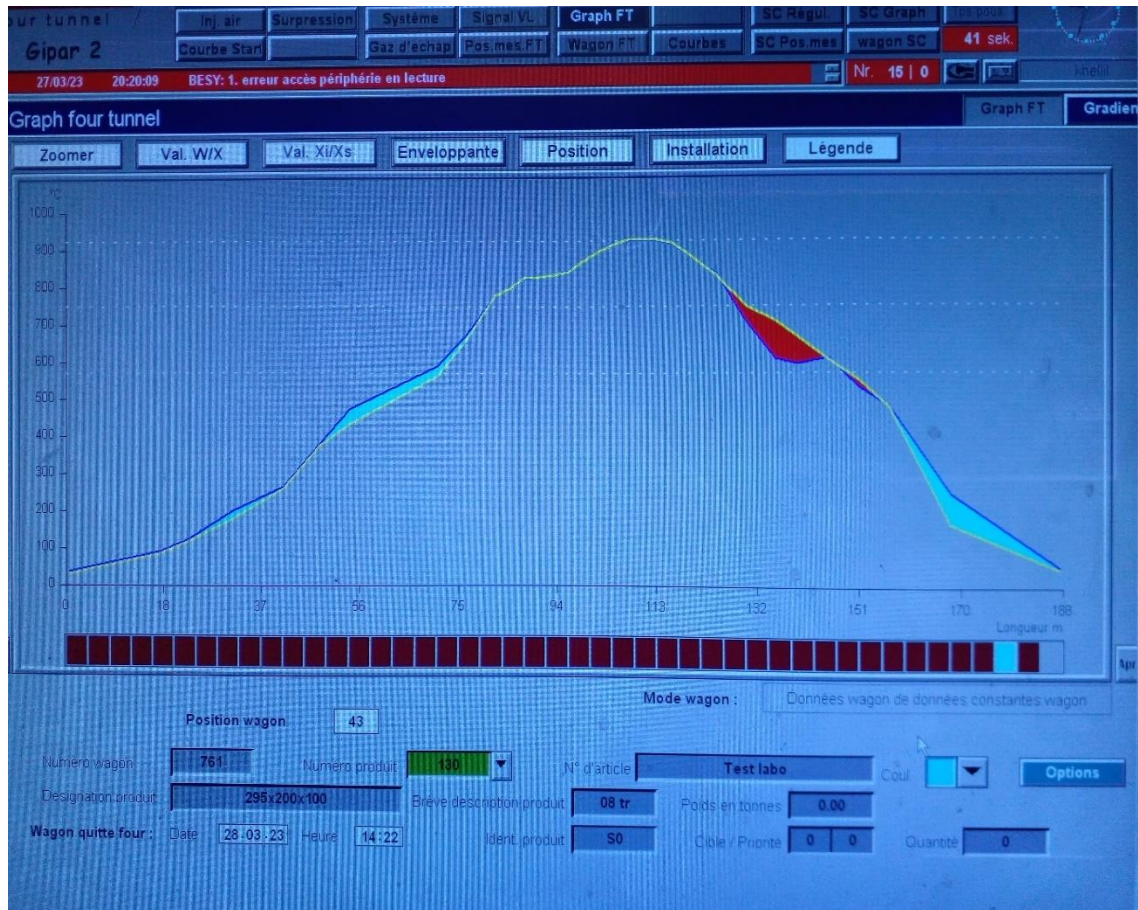 our tunnel
Gipar 2
Inj. air Surpression Système Signal VL Graph FT SC Régul. SC Graph
Courbe Start Gaz d'echap Pos.mes.FT Wagon FT Courbes SC Pos.mes wagon SC 41 sek.
27/03/23 20:20:09 BESY: 1. erreur accès périphérie en lecture Nr. 15 | 0
Graph four tunnel Graph FT Gradien
Zoomer Val. W/X Val. Xi/Xs Enveloppante Position Installation Légende
°C
1000
900
800
700
600
500
400
300
200
100
0
0 18 37 56 75 94 113 132 151 170 188
Longueur m
Apr
Mode wagon : Données wagon de données constantes wagon
Position wagon 43
Numéro wagon 761 Numéro produit 130 N° d'article Test labo Coul Options
Designation produit 295x200x100 Brève description produit 08 tr Poids en tonnes 0.00
Wagon quitte four : Date 28.03.23 Heure 14:22 Ident. produit S0 Cible / Priorité 0 0 Quantité 0